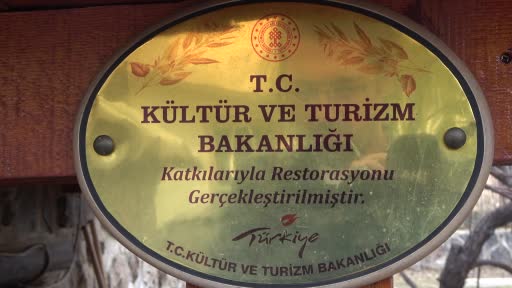 T.C.
KÜLTÜR VE TURİZM
BAKANLIĞI
Katkılarıyla Restorasyonu
Gerçekleştirilmiştir.
Türkiye
T.C.KÜLTÜR VE TURİZM BAKANLIĞI